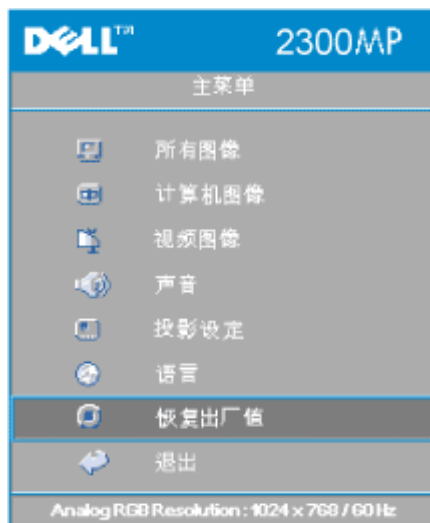 DELL™ 2300MP
主菜单
所有图像
计算机图像
视频图像
声音
投影设定
语言
恢复出厂值
退出
Analog RGB Resolution : 1024 x 768 / 60 Hz